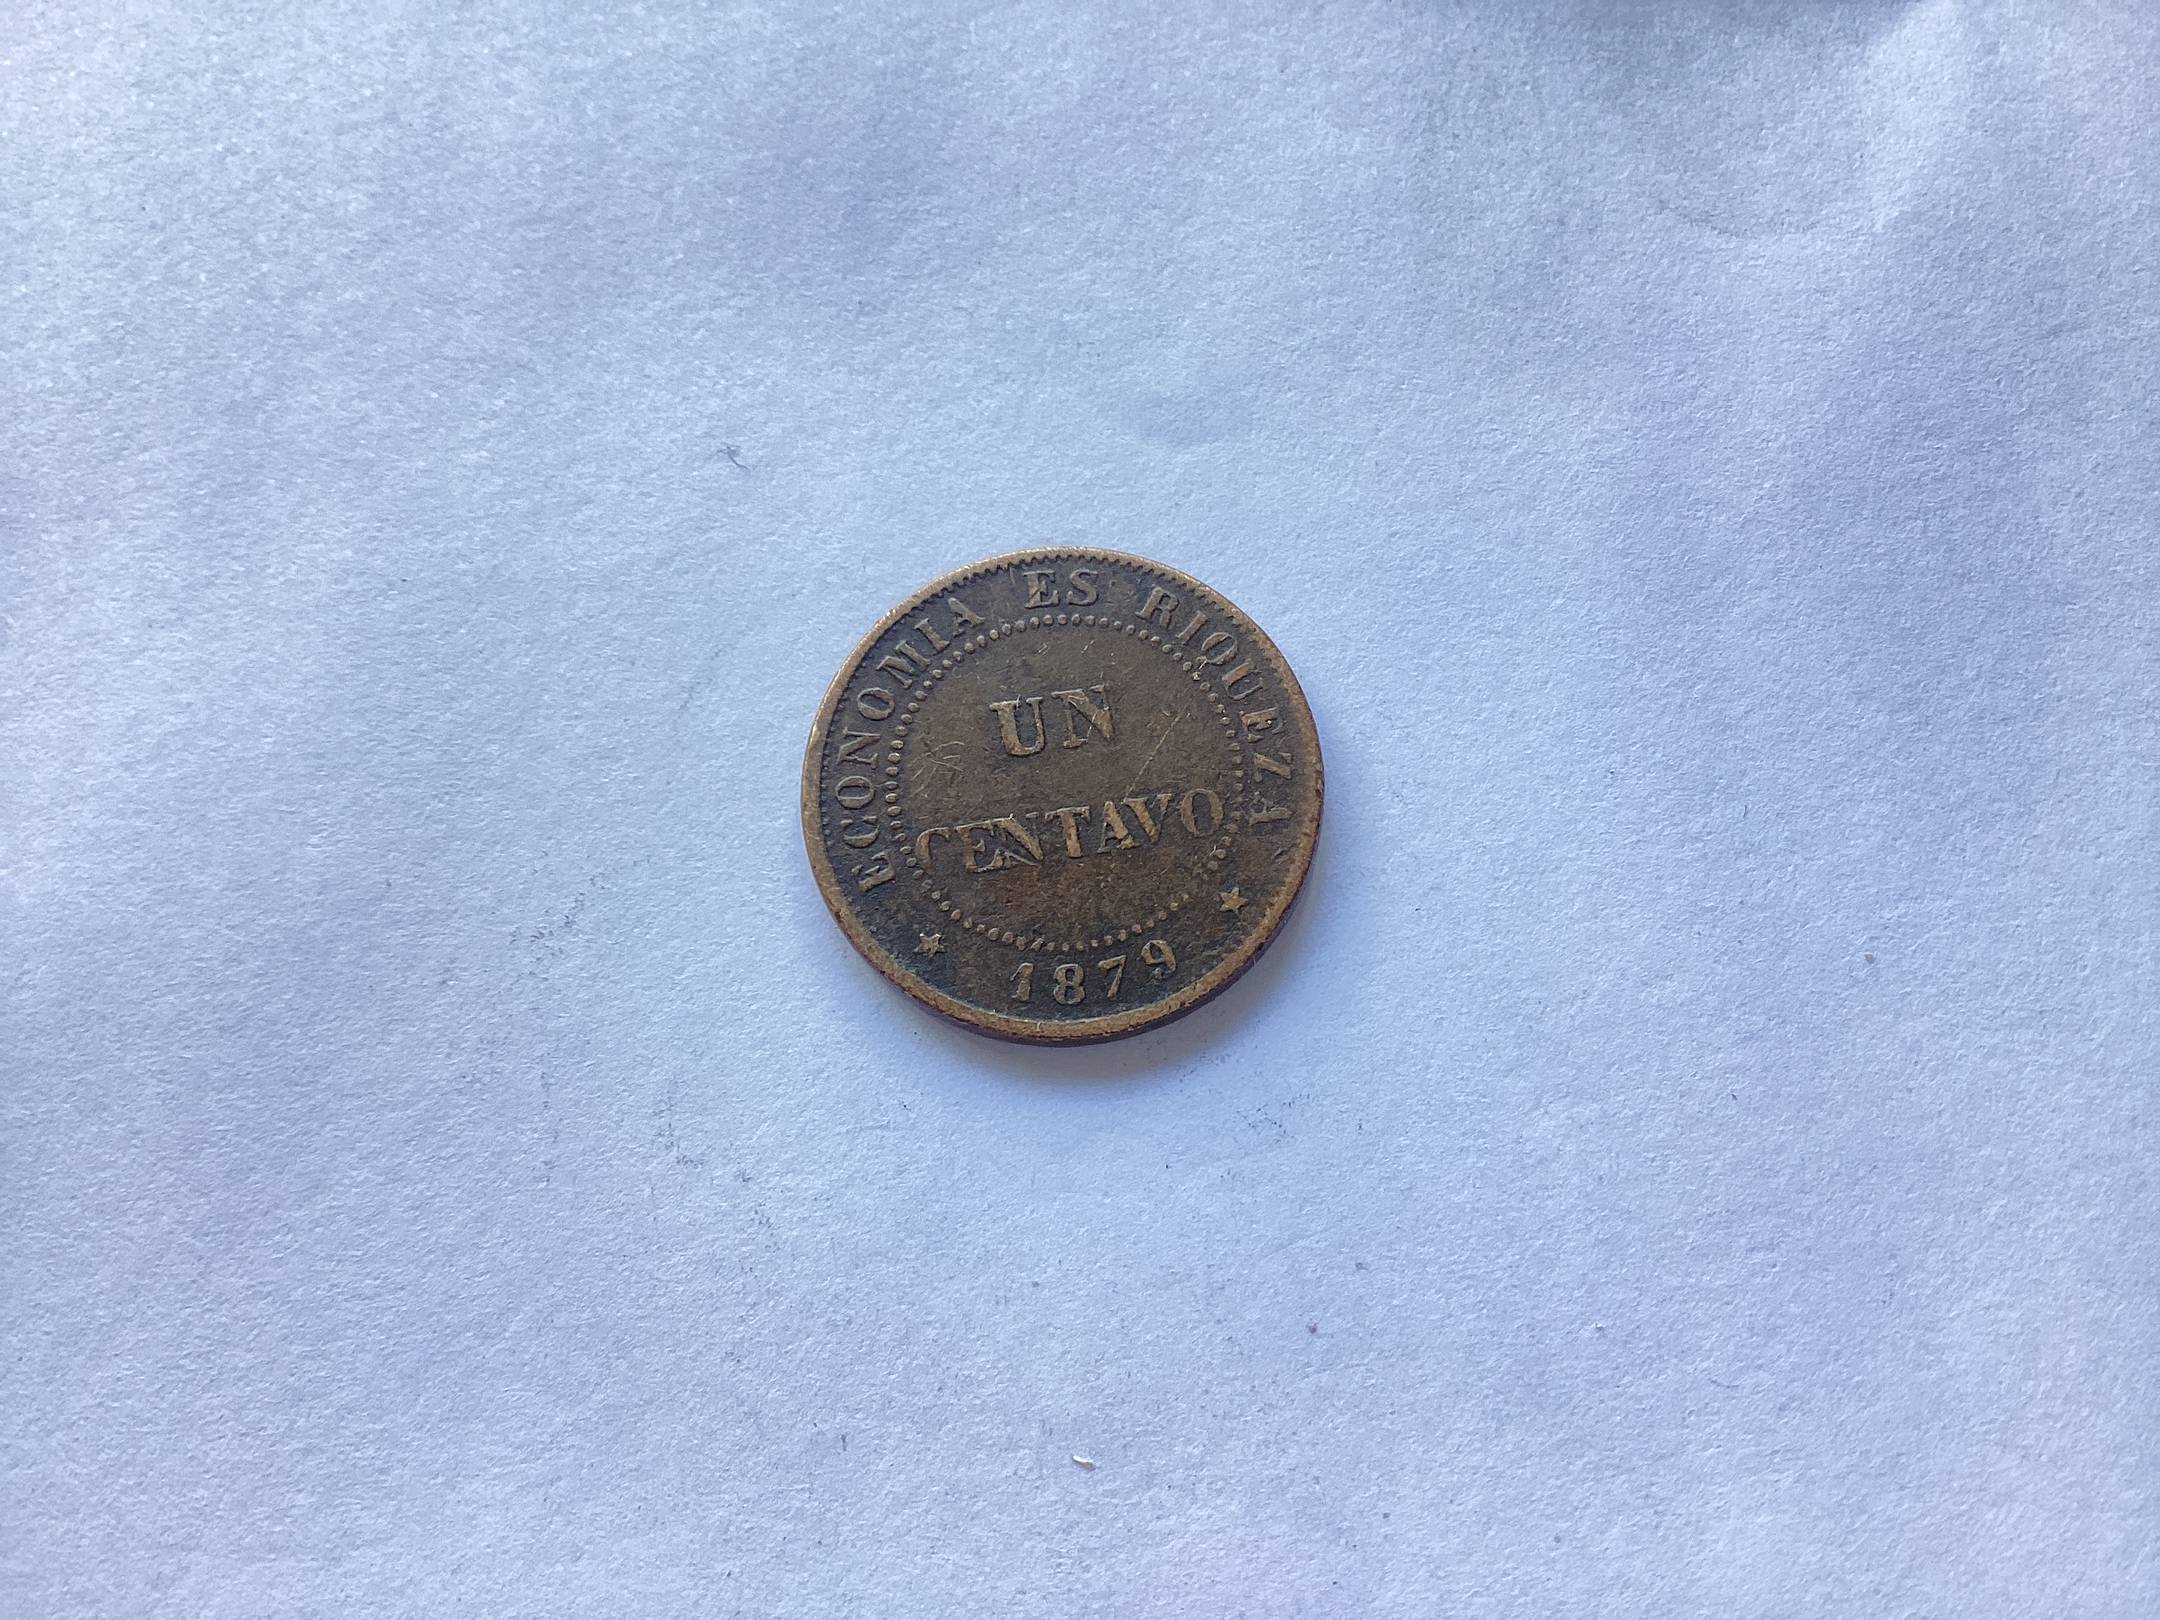 ECONOMIA ES RIQUEZA
UN
CENTAVO
1879